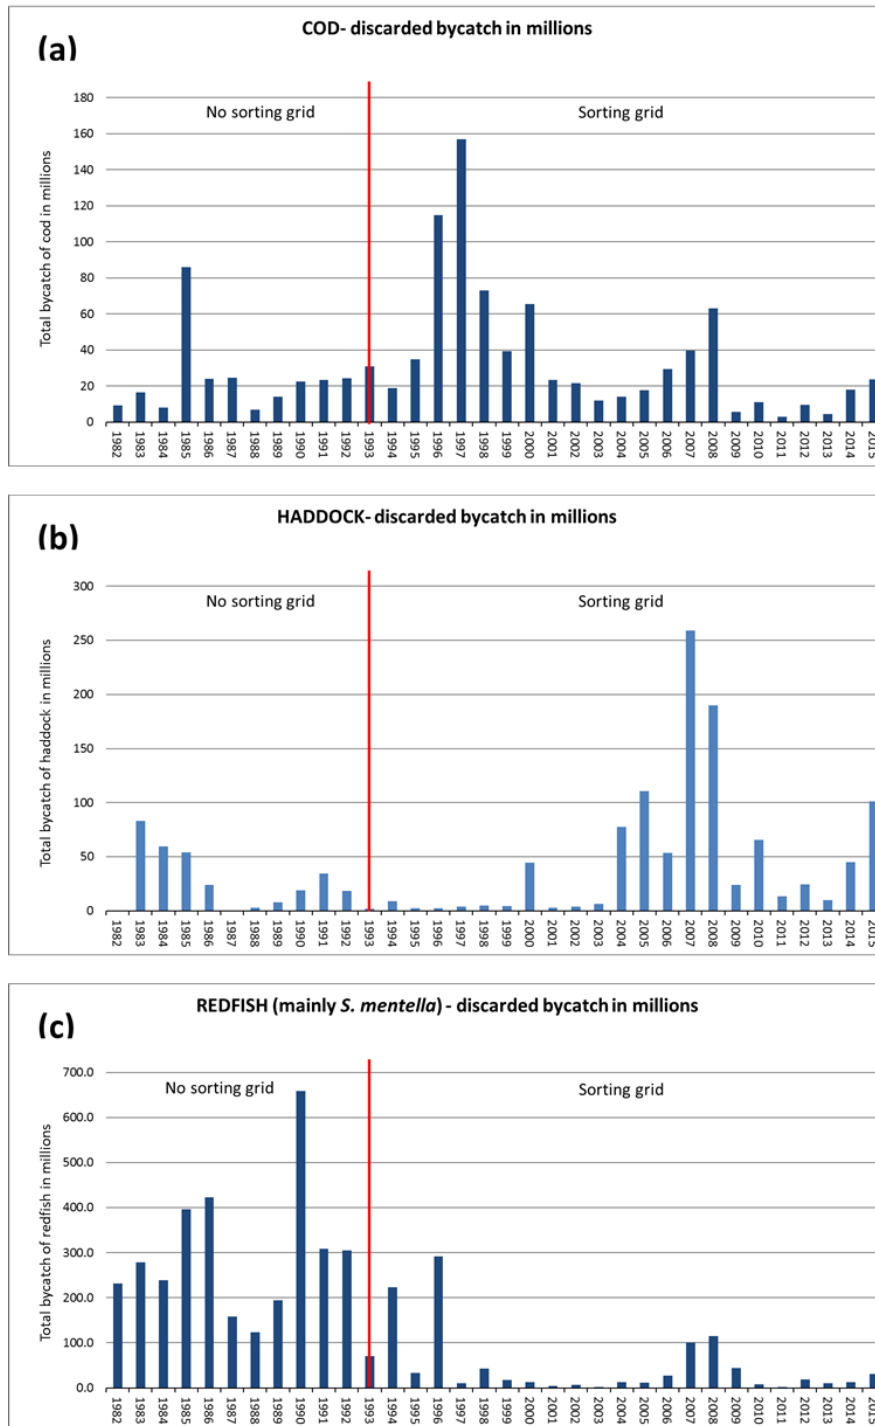 COD- discarded bycatch in millions
(a)
Total bycatch of cod in millions
180
160
140
120
100
80
60
40
20
0
No sorting grid
Sorting grid
1982 1983 1984 1985 1986 1987 1988 1989 1990 1991 1992 1993 1994 1995 1996 1997 1998 1999 2000 2001 2002 2003 2004 2005 2006 2007 2008 2009 2010 2011 2012 2013 2014 2015
HADDOCK- discarded bycatch in millions
(b)
Total bycatch of haddock in millions
300
250
200
150
100
50
0
No sorting grid
Sorting grid
1982 1983 1984 1985 1986 1987 1988 1989 1990 1991 1992 1993 1994 1995 1996 1997 1998 1999 2000 2001 2002 2003 2004 2005 2006 2007 2008 2009 2010 2011 2012 2013 2014 2015
REDFISH (mainly S. mentella) - discarded bycatch in millions
(c)
Total bycatch of redfish in millions
700.0
600.0
500.0
400.0
300.0
200.0
100.0
0.0
No sorting grid
Sorting grid
1982 1983 1984 1985 1986 1987 1988 1989 1990 1991 1992 1993 1994 1995 1996 1997 1998 1999 2000 2001 2002 2003 2004 2005 2006 2007 2008 2009 2010 2011 2012 2013 2014 2015